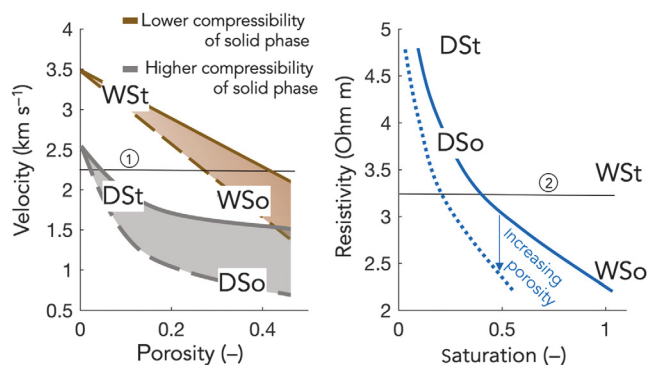 Lower compressibility
of solid phase
Higher compressibility
of solid phase
Velocity (km s⁻¹)
4
3.5
3
2.5
2
1.5
1
0.5
WSt
①
DSt
WSo
DSo
0
0.2
0.4
Porosity (–)
Resistivity (Ohm m)
5
4.5
4
3.5
3
2.5
2
DSt
DSo
WSt
②
Increasing
porosity
WSo
0
0.5
1
Saturation (–)